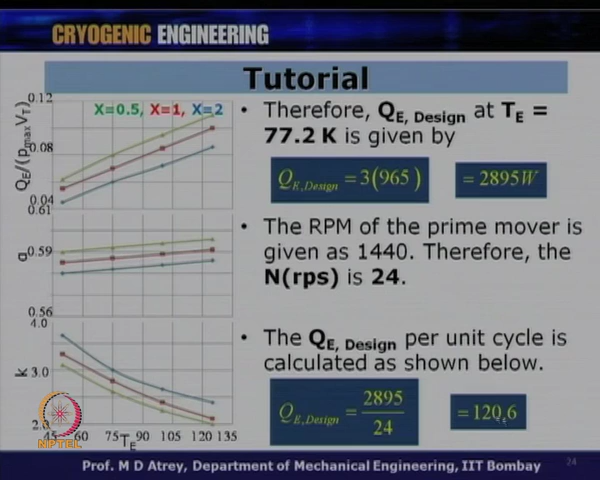 CRYOGENIC ENGINEERING
Tutorial
0.12
X=0.5, X=1, X=2
Q_E/(p_max V_T)
0.08
0.04
0.61
α
0.59
0.56
4.0
k
3.0
2.0
45 60 75 90 105 120 135
T_E
NPTEL
• Therefore, Q_E, Design at T_E =
77.2 K is given by
Q_E,Design = 3(965) = 2895W
• The RPM of the prime mover is
given as 1440. Therefore, the
N(rps) is 24.
• The Q_E, Design per unit cycle is
calculated as shown below.
Q_E,Design = 2895/24 = 120.6
Prof. M D Atrey, Department of Mechanical Engineering, IIT Bombay
24